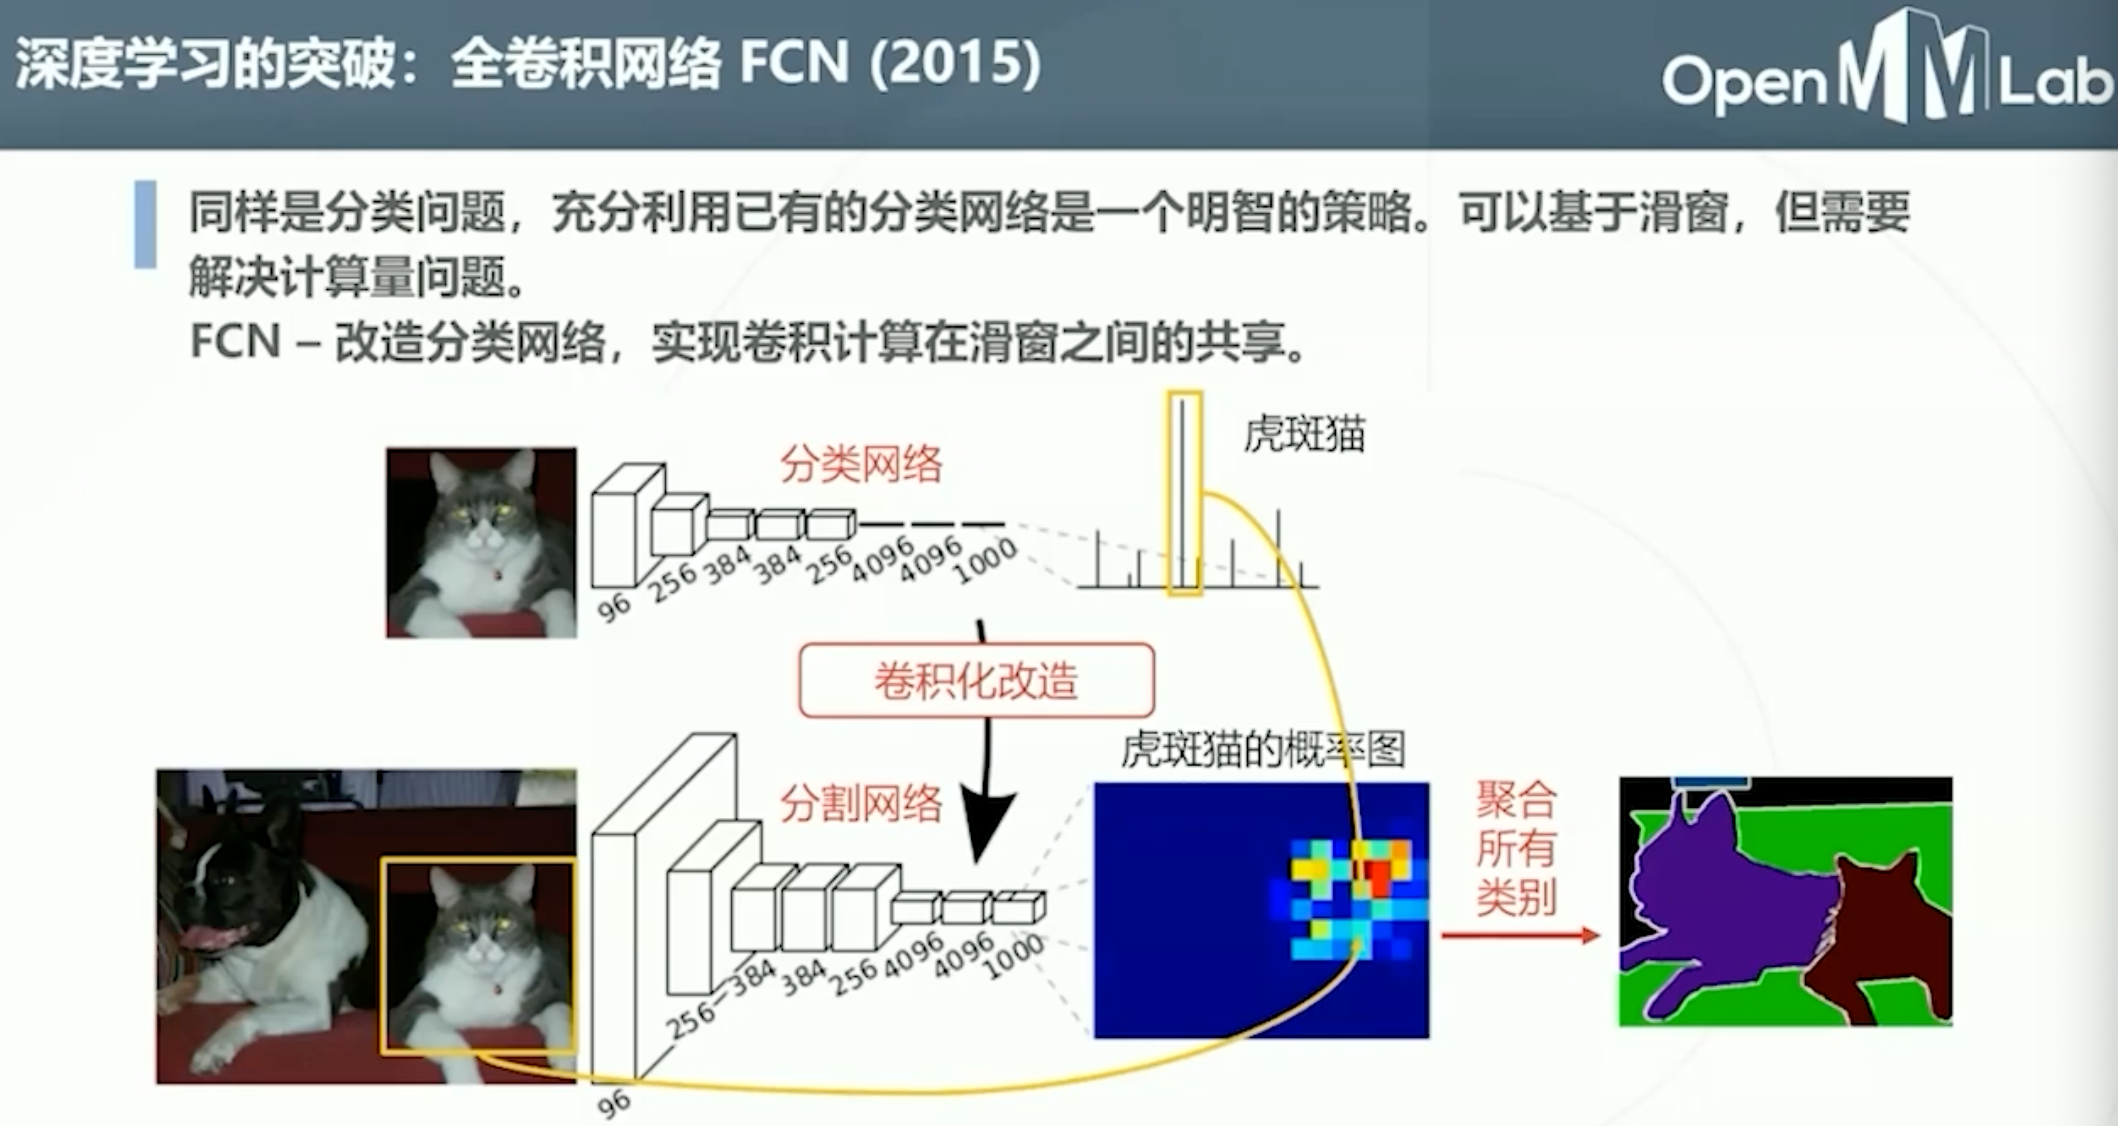 深度学习的突破：全卷积网络 FCN (2015)
Open MM Lab
同样是分类问题，充分利用已有的分类网络是一个明智的策略。可以基于滑窗，但需要
解决计算量问题。
FCN – 改造分类网络，实现卷积计算在滑窗之间的共享。
分类网络
虎斑猫
96
256
384
384
256
4096
4096
1000
卷积化改造
虎斑猫的概率图
分割网络
聚合
所有
类别
96
256
384
384
256
4096
4096
1000